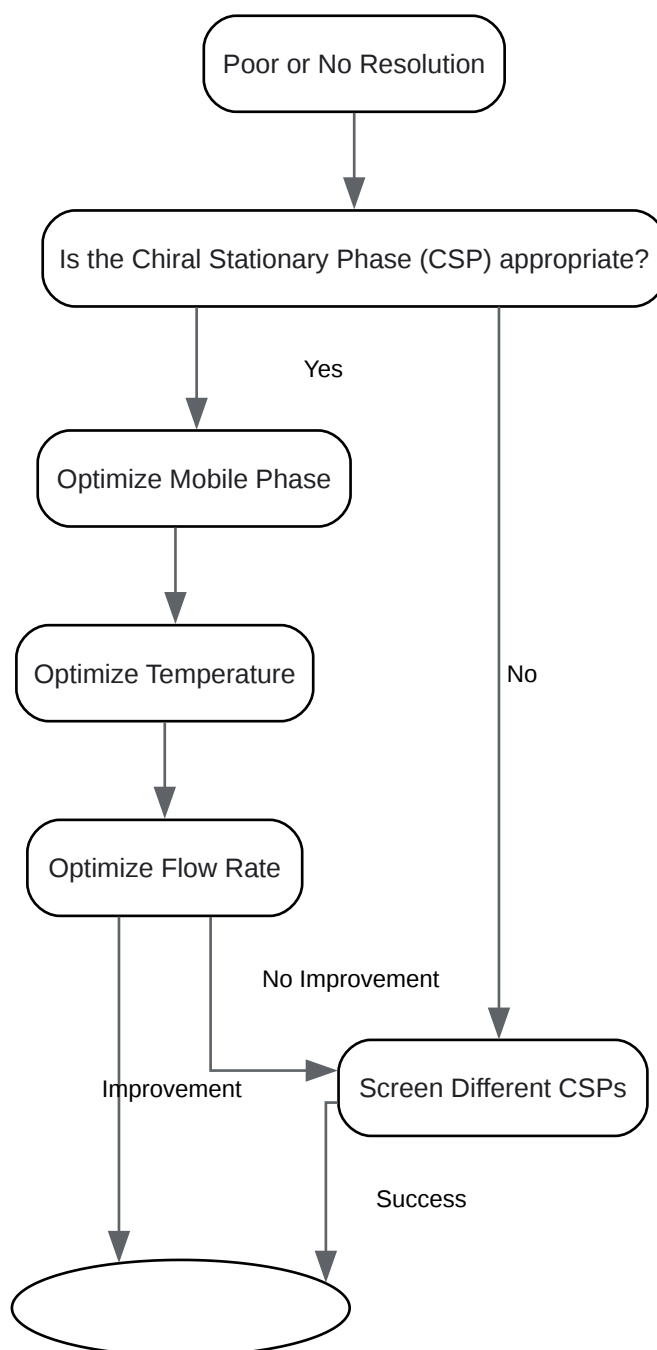 Poor or No Resolution
Is the Chiral Stationary Phase (CSP) appropriate?
Yes
Optimize Mobile Phase
Optimize Temperature
No
Optimize Flow Rate
No Improvement
Improvement
Screen Different CSPs
Success